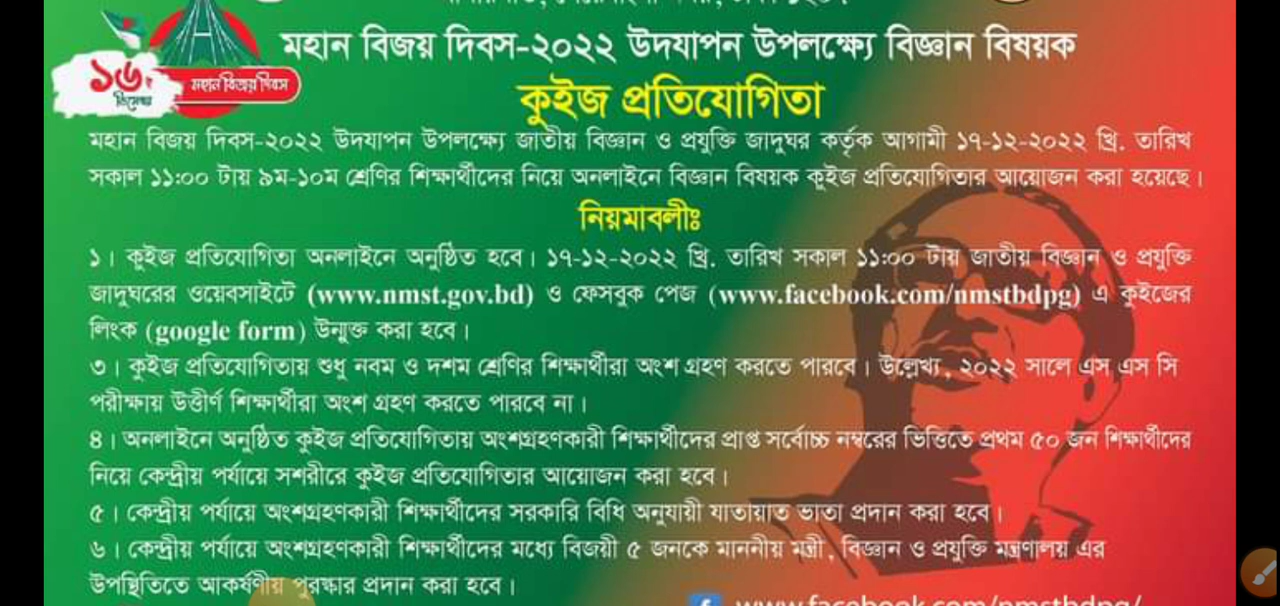 ১৬ই
ডিসেম্বর
মহান বিজয় দিবস
মহান বিজয় দিবস-২০২২ উদযাপন উপলক্ষ্যে বিজ্ঞান বিষয়ক
কুইজ প্রতিযোগিতা
মহান বিজয় দিবস-২০২২ উদযাপন উপলক্ষ্যে জাতীয় বিজ্ঞান ও প্রযুক্তি জাদুঘর কর্তৃক আগামী ১৭-১২-২০২২ খ্রি. তারিখ
সকাল ১১:০০ টায় ৯ম-১০ম শ্রেণির শিক্ষার্থীদের নিয়ে অনলাইনে বিজ্ঞান বিষয়ক কুইজ প্রতিযোগিতার আয়োজন করা হয়েছে।
নিয়মাবলীঃ
১। কুইজ প্রতিযোগিতা অনলাইনে অনুষ্ঠিত হবে। ১৭-১২-২০২২ খ্রি. তারিখ সকাল ১১:০০ টায় জাতীয় বিজ্ঞান ও প্রযুক্তি
জাদুঘরের ওয়েবসাইটে (www.nmst.gov.bd) ও ফেসবুক পেজ (www.facebook.com/nmstbdpg) এ কুইজের
লিংক (google form) উন্মুক্ত করা হবে।
৩। কুইজ প্রতিযোগিতায় শুধু নবম ও দশম শ্রেণির শিক্ষার্থীরা অংশ গ্রহণ করতে পারবে। উল্লেখ্য, ২০২২ সালে এস এস সি
পরীক্ষায় উত্তীর্ণ শিক্ষার্থীরা অংশ গ্রহণ করতে পারবে না।
৪। অনলাইনে অনুষ্ঠিত কুইজ প্রতিযোগিতায় অংশগ্রহণকারী শিক্ষার্থীদের প্রাপ্ত সর্বোচ্চ নম্বরের ভিত্তিতে প্রথম ৫০ জন শিক্ষার্থীদের
নিয়ে কেন্দ্রীয় পর্যায়ে সশরীরে কুইজ প্রতিযোগিতার আয়োজন করা হবে।
৫। কেন্দ্রীয় পর্যায়ে অংশগ্রহণকারী শিক্ষার্থীদের সরকারি বিধি অনুযায়ী যাতায়াত ভাতা প্রদান করা হবে।
৬। কেন্দ্রীয় পর্যায়ে অংশগ্রহণকারী শিক্ষার্থীদের মধ্যে বিজয়ী ৫ জনকে মাননীয় মন্ত্রী, বিজ্ঞান ও প্রযুক্তি মন্ত্রণালয় এর
উপস্থিতিতে আকর্ষণীয় পুরষ্কার প্রদান করা হবে।
www.facebook.com/nmstbdpg/